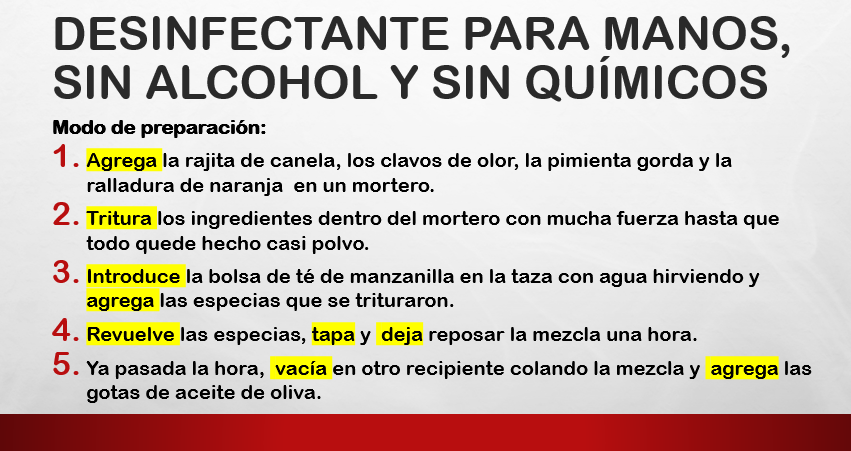 DESINFECTANTE PARA MANOS,
SIN ALCOHOL Y SIN QUÍMICOS
Modo de preparación:
1. Agrega la rajita de canela, los clavos de olor, la pimienta gorda y la
ralladura de naranja en un mortero.
2. Tritura los ingredientes dentro del mortero con mucha fuerza hasta que
todo quede hecho casi polvo.
3. Introduce la bolsa de té de manzanilla en la taza con agua hirviendo y
agrega las especias que se trituraron.
4. Revuelve las especias, tapa y deja reposar la mezcla una hora.
5. Ya pasada la hora, vacía en otro recipiente colando la mezcla y agrega las
gotas de aceite de oliva.